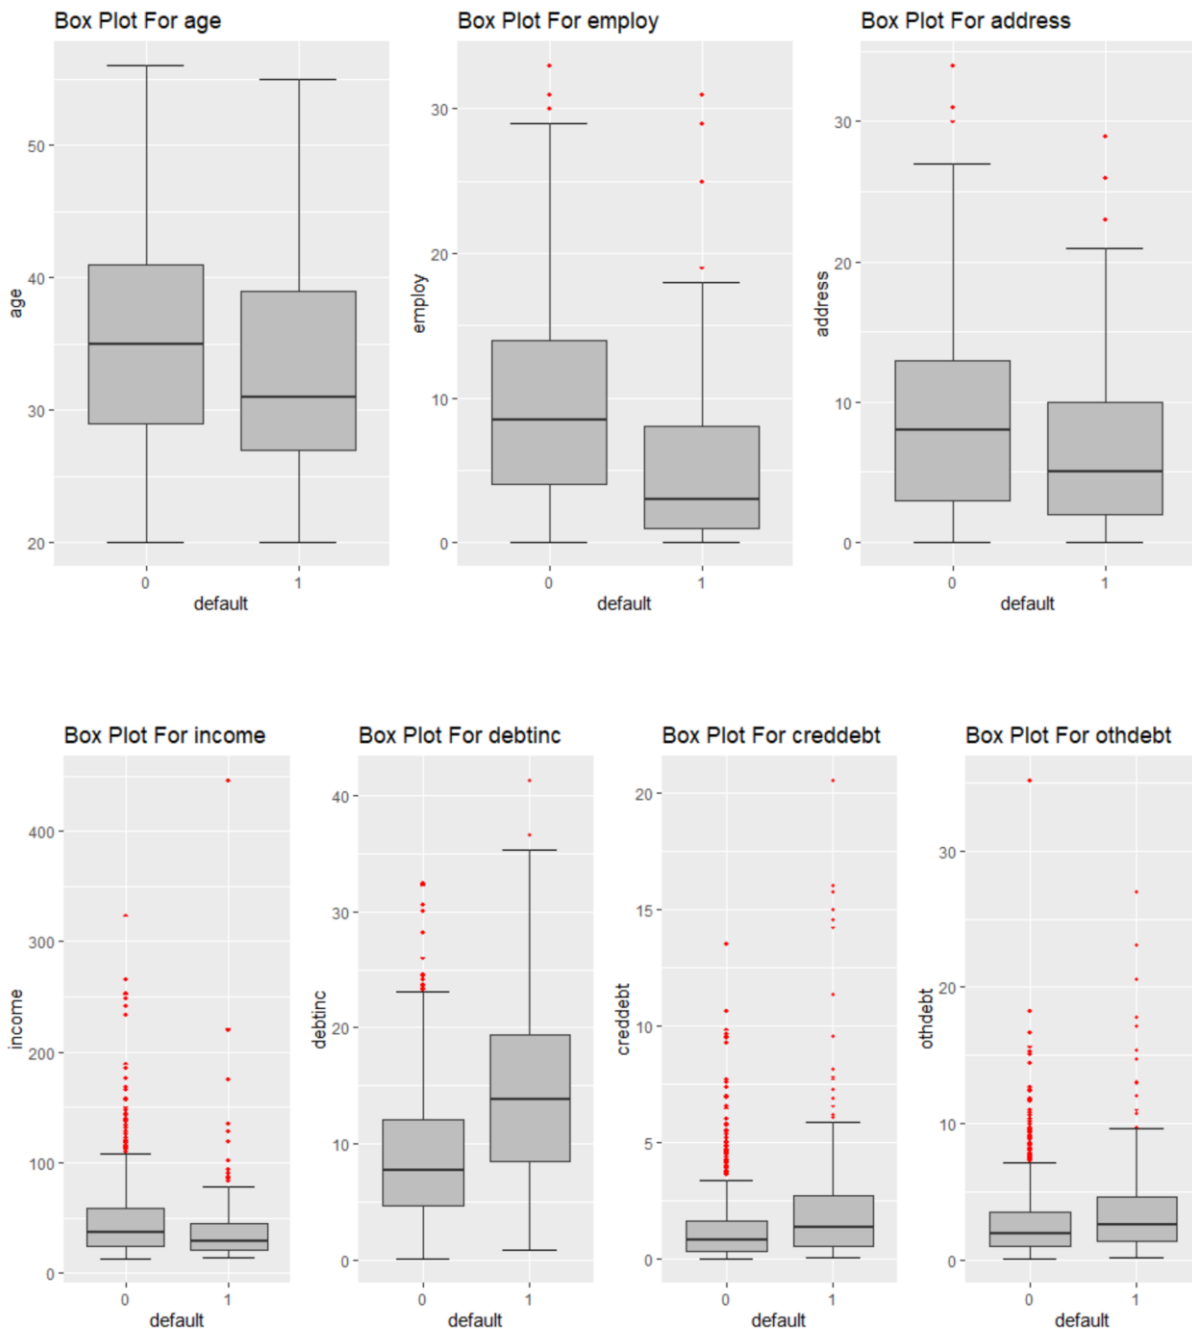 Box Plot For age
Box Plot For employ
Box Plot For address
50
40
30
20
age
0
1
default
30
20
10
0
employ
0
1
default
30
20
10
0
address
0
1
default
Box Plot For income
Box Plot For debtinc
Box Plot For creddebt
Box Plot For othdebt
400
300
200
100
0
income
0
1
default
40
30
20
10
0
debtinc
0
1
default
20
15
10
5
0
creddebt
0
1
default
30
20
10
0
othdebt
0
1
default